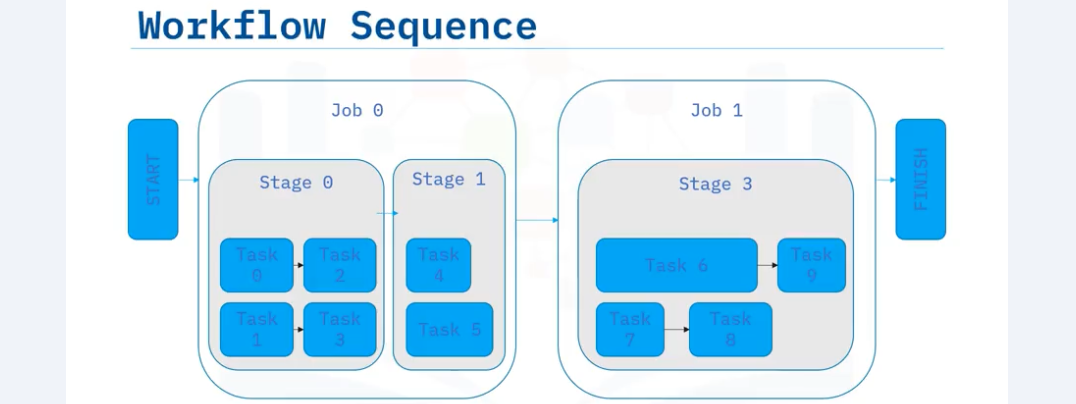 Workflow Sequence
Job 0
Job 1
START
Stage 0
Stage 1
Stage 3
FINISH
Task
0
Task
2
Task
4
Task 6
Task
9
Task
1
Task
3
Task 5
Task
7
Task
8